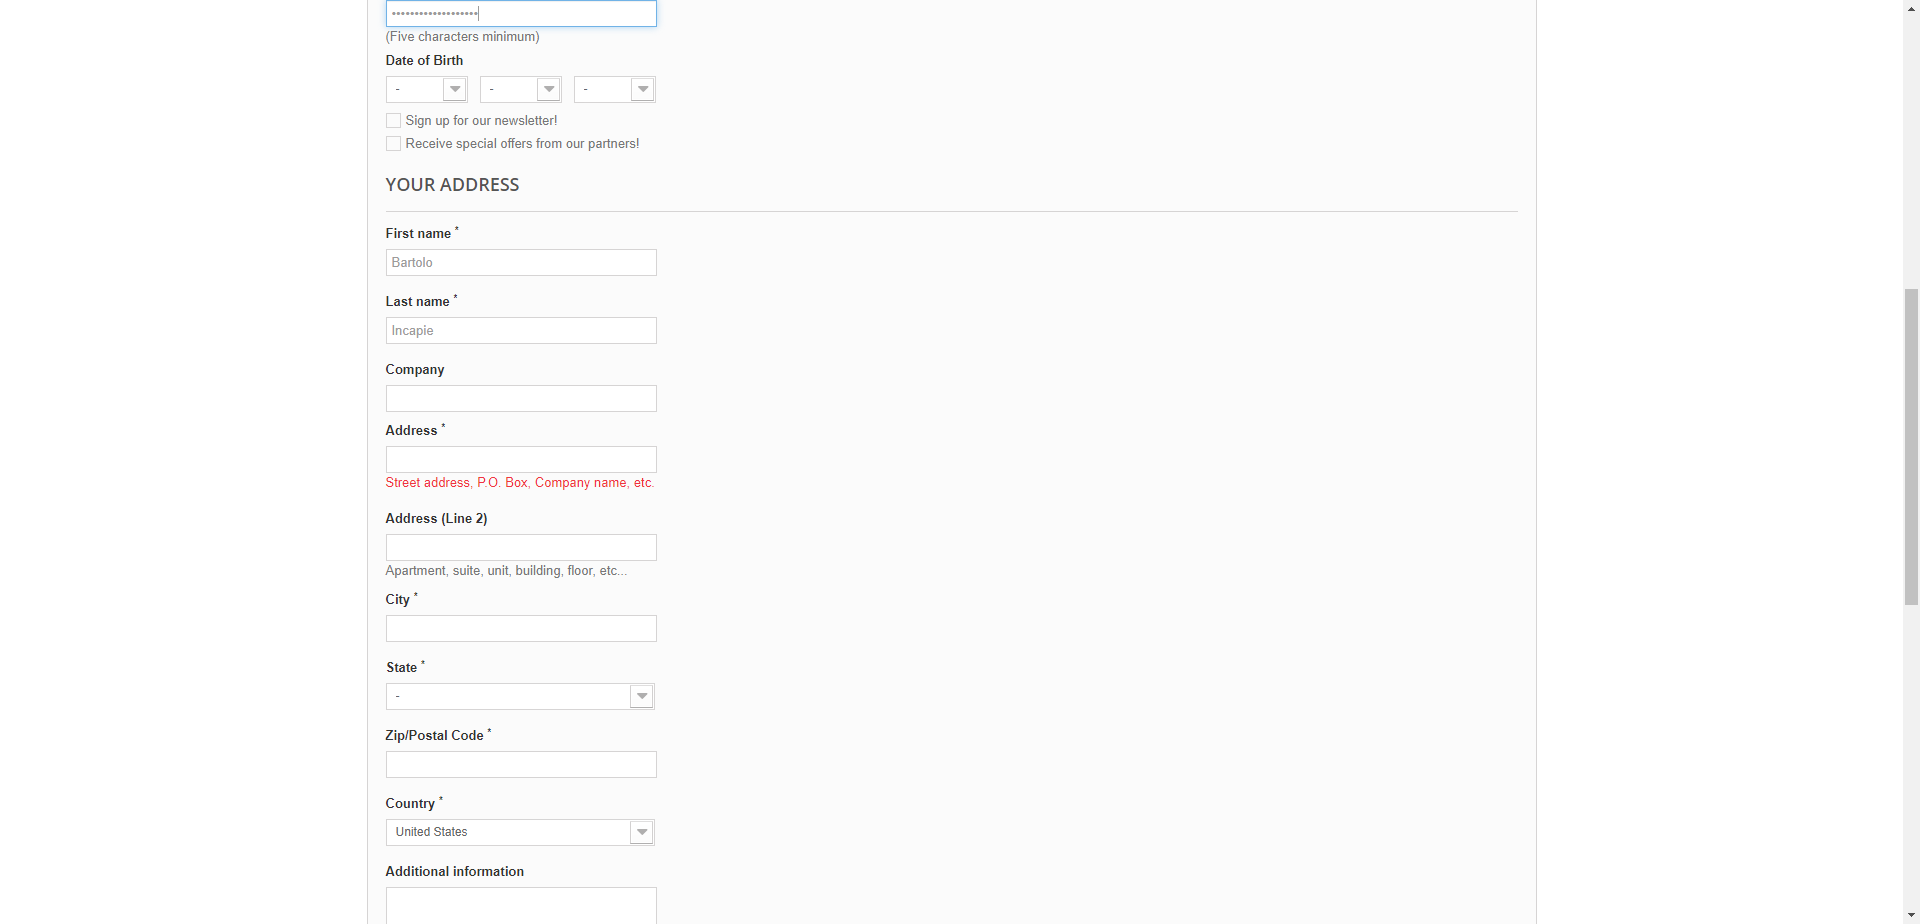 •••••••••••••••••••
(Five characters minimum)
Date of Birth
- - -
Sign up for our newsletter!
Receive special offers from our partners!
YOUR ADDRESS
First name *
Bartolo
Last name *
Incapie
Company
Address *
Street address, P.O. Box, Company name, etc.
Address (Line 2)
Apartment, suite, unit, building, floor, etc...
City *
State *
-
Zip/Postal Code *
Country *
United States
Additional information